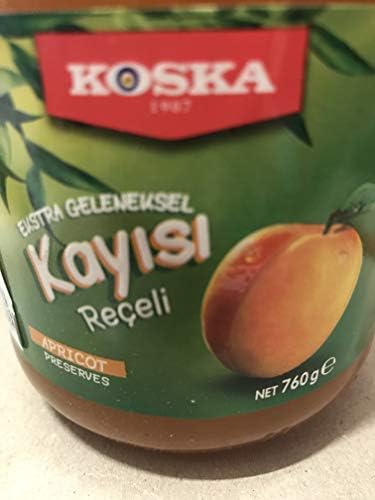 KOSKA
1907
EKSTRA GELENEKSEL
Kayısı
Reçeli
APRICOT
PRESERVES
NET 760g e